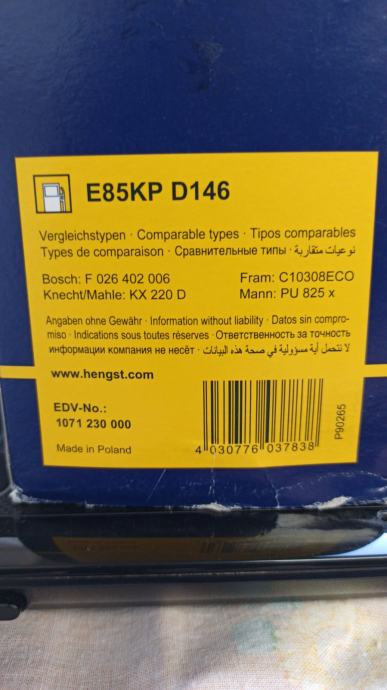 E85KP D146
Vergleichstypen · Comparable types · Tipos comparables
Types de comparaison · Сравнительные типы · نوعيات متقاربة
Bosch: F 026 402 006 Fram: C10308ECO
Knecht/Mahle: KX 220 D Mann: PU 825 x
Angaben ohne Gewähr · Information without liability · Datos sin compro-
miso · Indications sous toutes réserves · Ответственность за точность
информации компания не несёт · لا نتحمل أية مسؤولية في صحة هذه البيانات
www.hengst.com
EDV-No.:
1071 230 000
Made in Poland
4 030776 037838
P90265